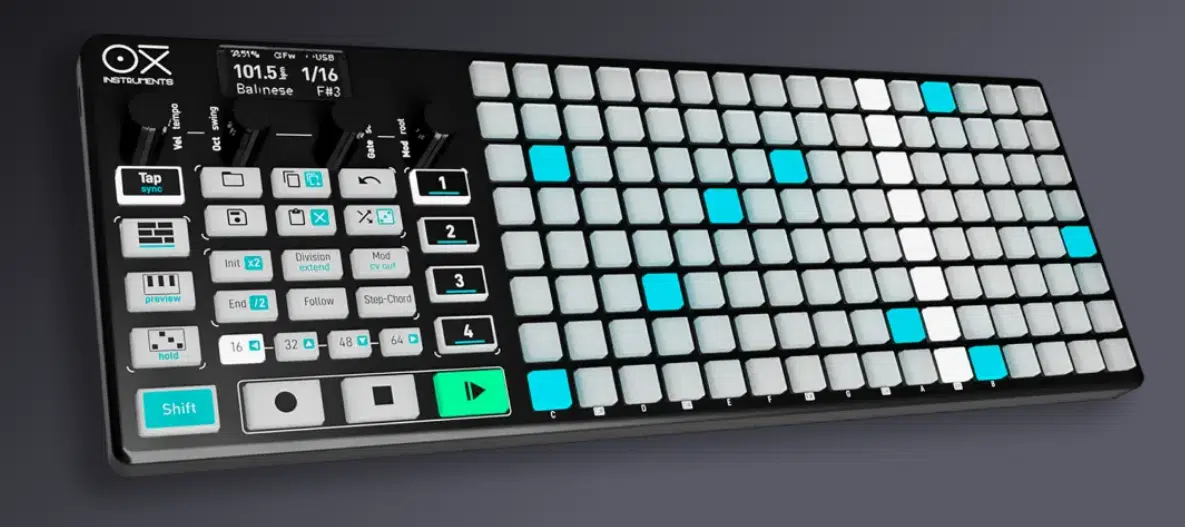 OX
INSTRUMENTS
USB
101.5 1/16
Balinese F#3
Vel tempo
Oct swing
Gate
Mod root
Tap
sync
1
2
3
4
Init x2
Division
extend
Mod
cv out
preview
End /2
Follow
Step-Chord
hold
16
32
48
64
Shift
C
D
E
F
G
A
B